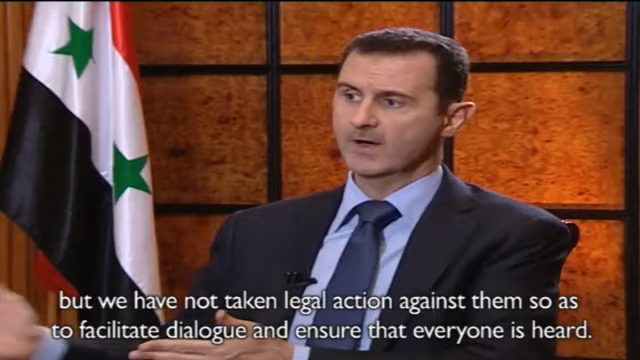 but we have not taken legal action against them so as
to facilitate dialogue and ensure that everyone is heard.